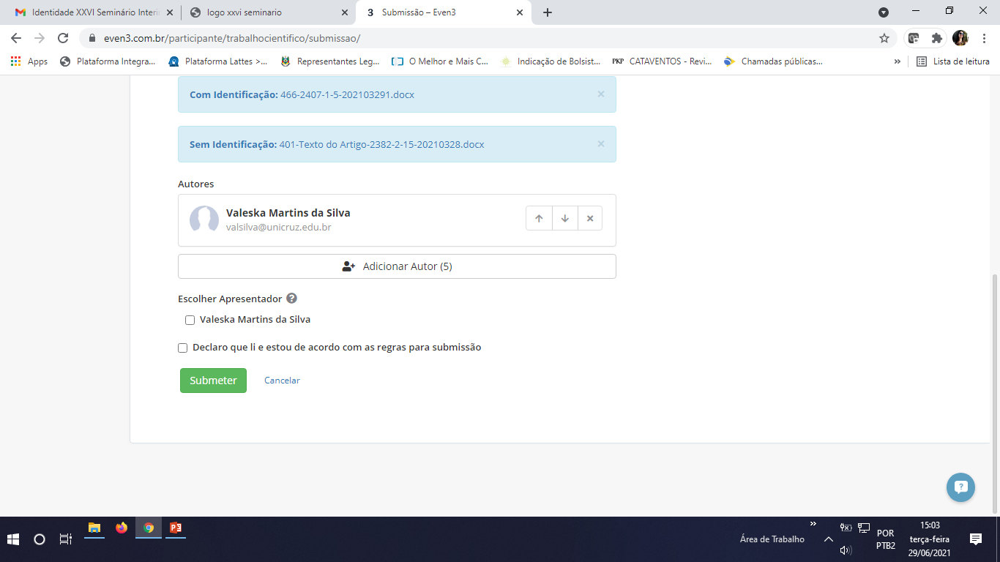 Identidade XXVI Seminário Interi
logo xxvi seminario
3 Submissão – Even3
even3.com.br/participante/trabalhocientifico/submissao/
Apps
Plataforma Integra...
Plataforma Lattes >...
Representantes Leg...
O Melhor e Mais C...
Indicação de Bolsist...
PKP CATAVENTOS - Revi...
Chamadas públicas...
»
Lista de leitura
Com Identificação: 466-2407-1-5-202103291.docx ×
Sem Identificação: 401-Texto do Artigo-2382-2-15-20210328.docx ×
Autores
Valeska Martins da Silva
valsilva@unicruz.edu.br
Adicionar Autor (5)
Escolher Apresentador ?
Valeska Martins da Silva
Declaro que li e estou de acordo com as regras para submissão
Submeter Cancelar
Área de Trabalho
»
POR
PTB2
15:03
terça-feira
29/06/2021